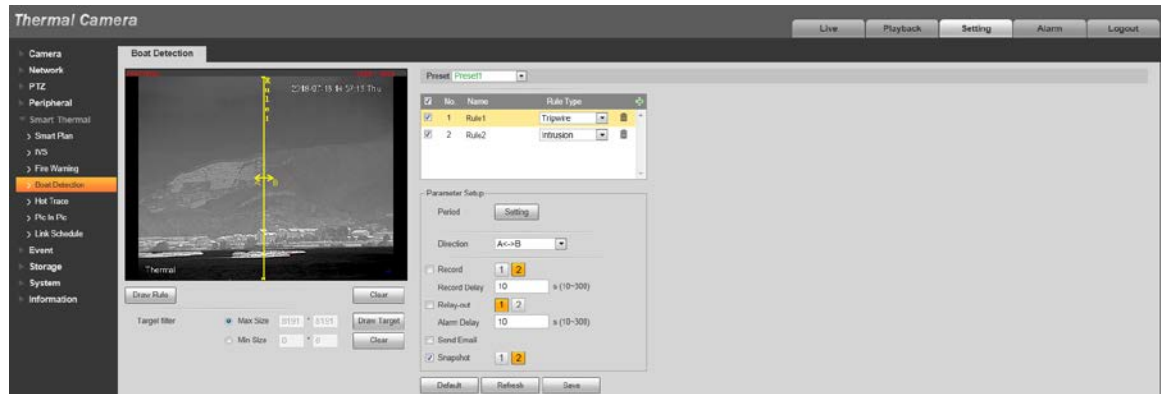 Thermal Camera
Live
Playback
Setting
Alarm
Logout
Camera
Network
PTZ
Peripheral
Smart Thermal
Smart Plan
IVS
Fire Warning
Boat Detection
Hot Trace
Pic In Pic
Link Schedule
Event
Storage
System
Information
Boat Detection
Rule1
Thermal
Draw Rule
Clear
Target filter
Max Size 8191 * 8191 Draw Target
Min Size 0 * 0 Clear
Preset Preset1
No. Name Rule Type
1 Rule1 Tripwire
2 Rule2 Intrusion
Parameter Setup
Period Setting
Direction A<->B
Record 1 2
Record Delay 10 s (10~300)
Relay-out 1 2
Alarm Delay 10 s (10~300)
Send Email
Snapshot 1 2
Default Refresh Save